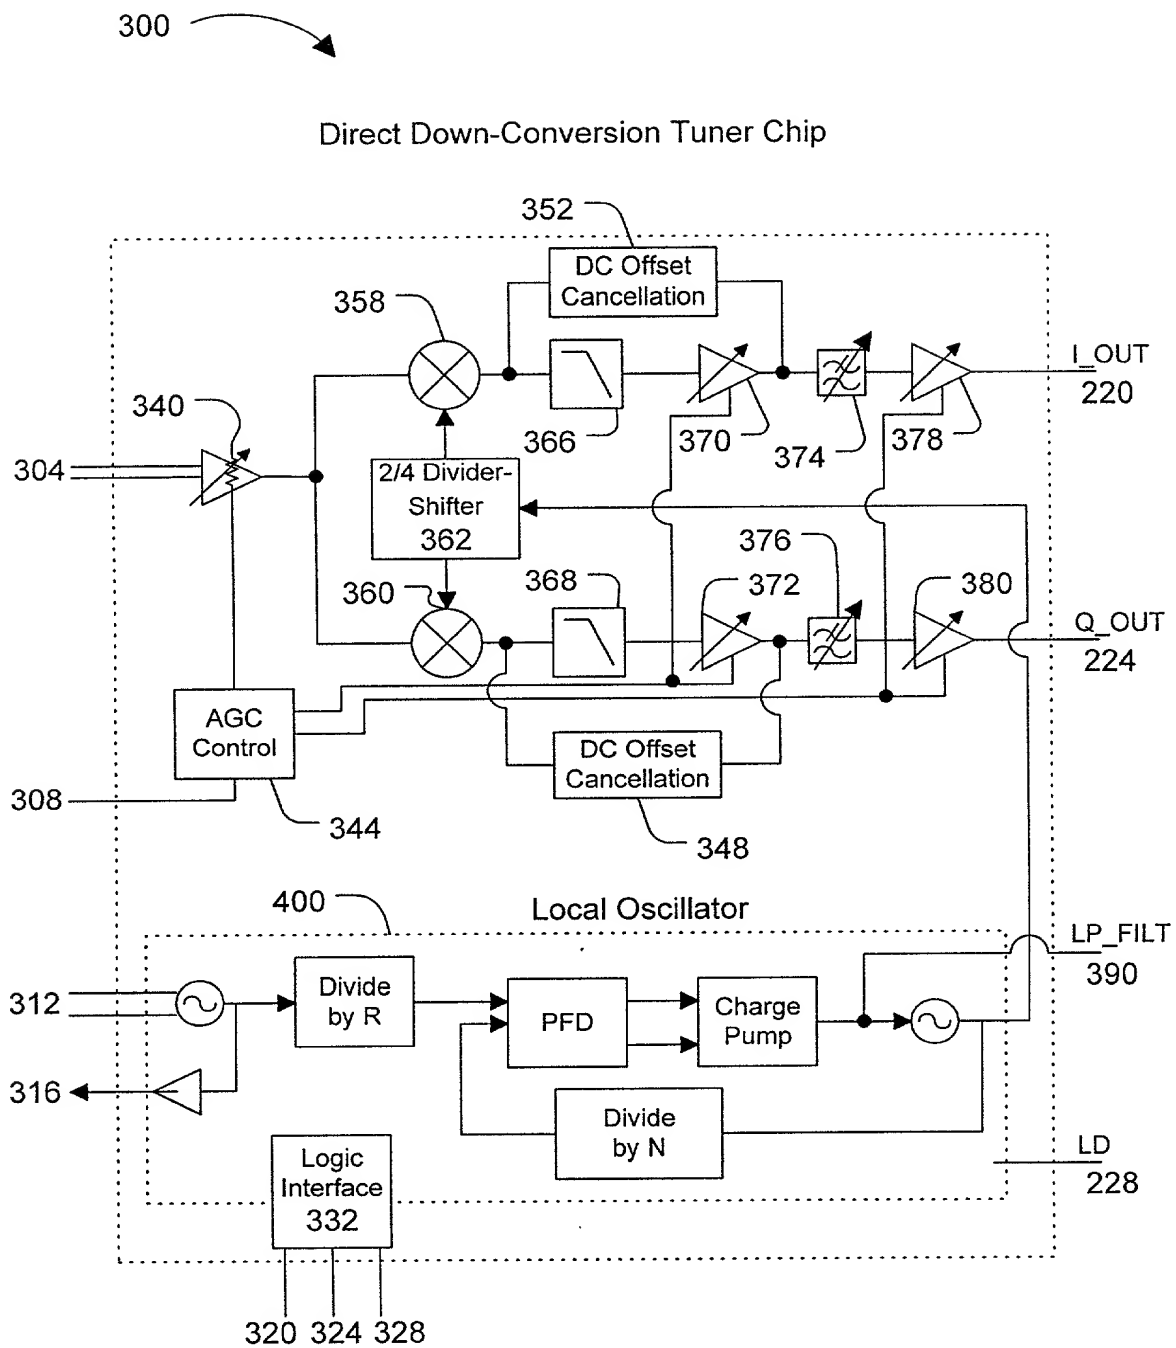 300
Direct Down-Conversion Tuner Chip
352
DC Offset
Cancellation
358
I_OUT
220
340
366
370
374
378
304
2/4 Divider-
Shifter
362
376
360
368
372
380
Q_OUT
224
AGC
Control
DC Offset
Cancellation
308
344
348
400
Local Oscillator
LP_FILT
390
312
Divide
by R
PFD
Charge
Pump
316
Divide
by N
LD
228
Logic
Interface
332
320 324 328